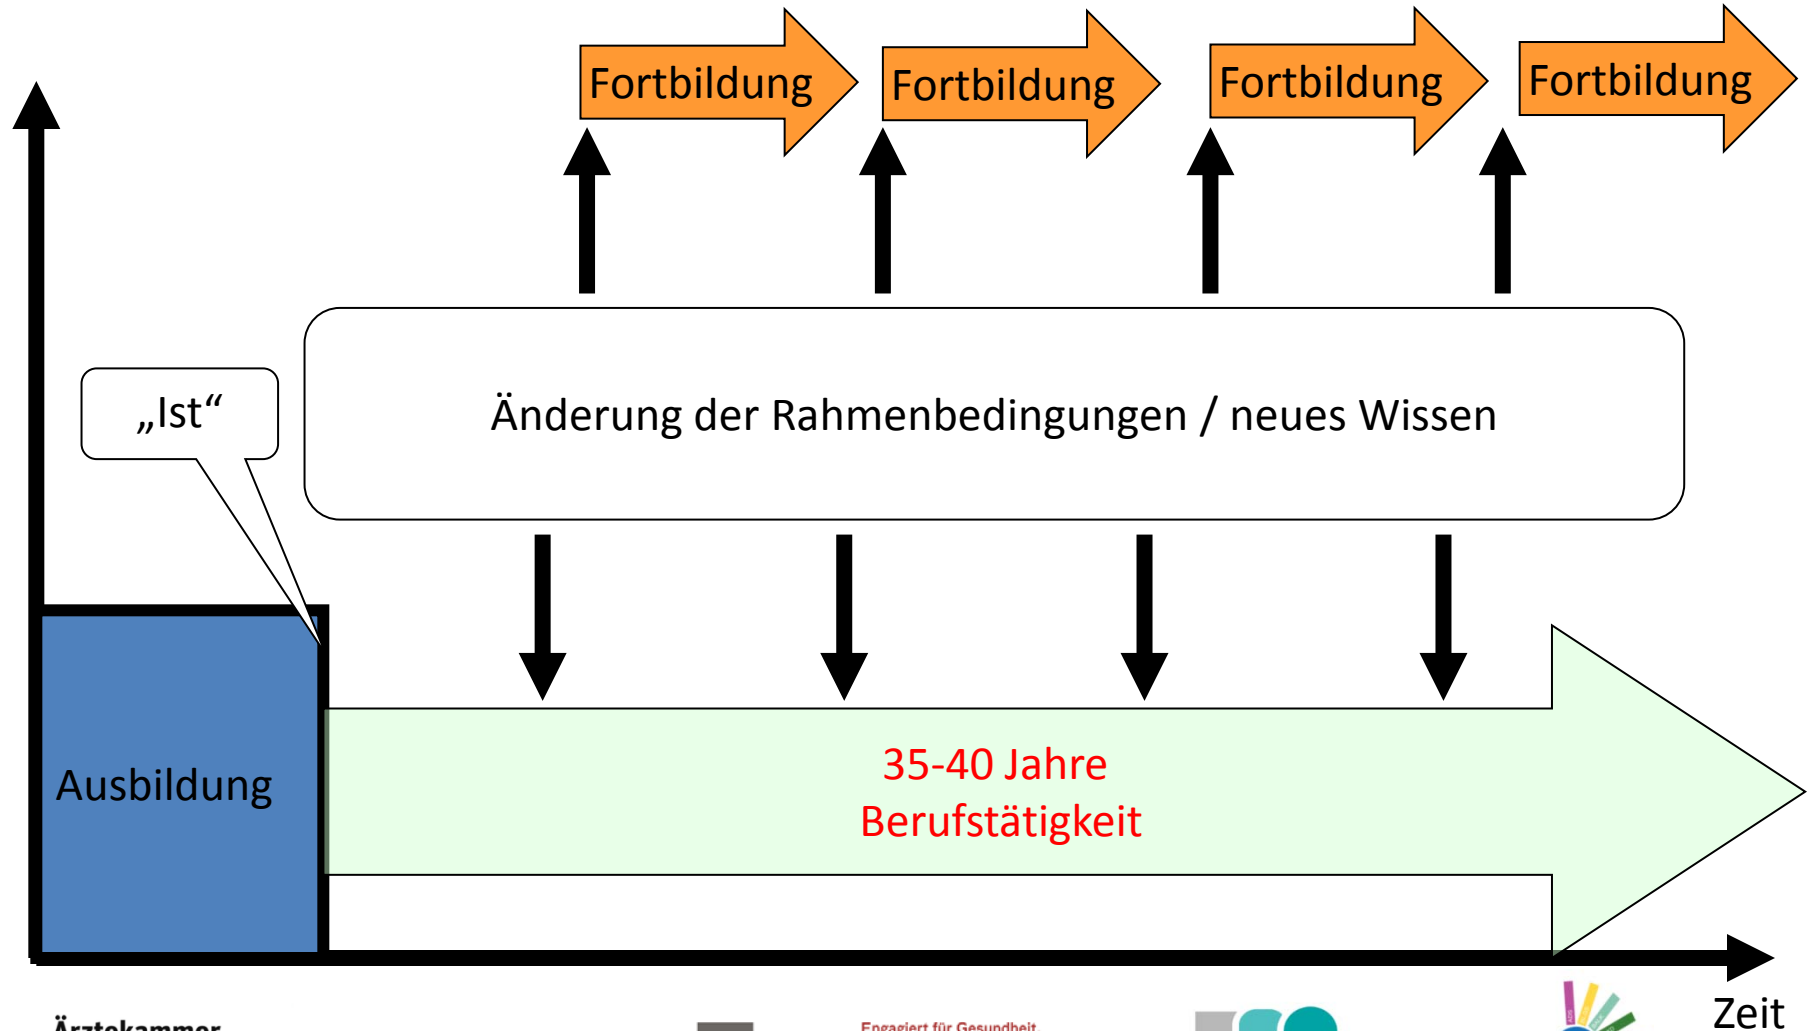 Fortbildung
Fortbildung
Fortbildung
Fortbildung
„Ist“
Änderung der Rahmenbedingungen / neues Wissen
Ausbildung
35-40 Jahre
Berufstätigkeit
Zeit
Ärztekammer
Engagiert für Gesundheit.